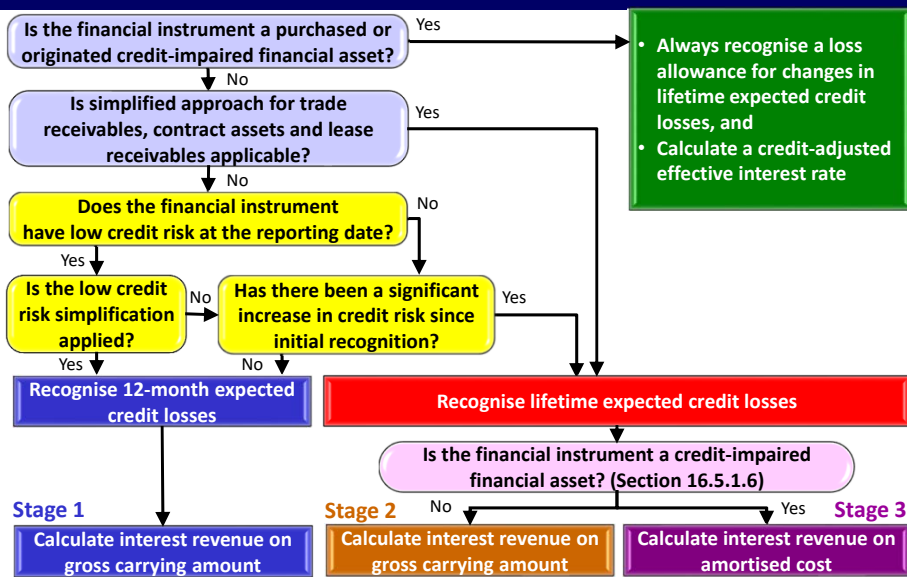 Is the financial instrument a purchased or
originated credit-impaired financial asset?
Yes
• Always recognise a loss
allowance for changes in
lifetime expected credit
losses, and
• Calculate a credit-adjusted
effective interest rate
No
Is simplified approach for trade
receivables, contract assets and lease
receivables applicable?
Yes
No
Does the financial instrument
have low credit risk at the reporting date?
No
Yes
Is the low credit
risk simplification
applied?
No
Has there been a significant
increase in credit risk since
initial recognition?
Yes
Yes
No
Recognise 12-month expected
credit losses
Recognise lifetime expected credit losses
Is the financial instrument a credit-impaired
financial asset? (Section 16.5.1.6)
Stage 1
Stage 2
No
Yes
Stage 3
Calculate interest revenue on
gross carrying amount
Calculate interest revenue on
gross carrying amount
Calculate interest revenue on
amortised cost